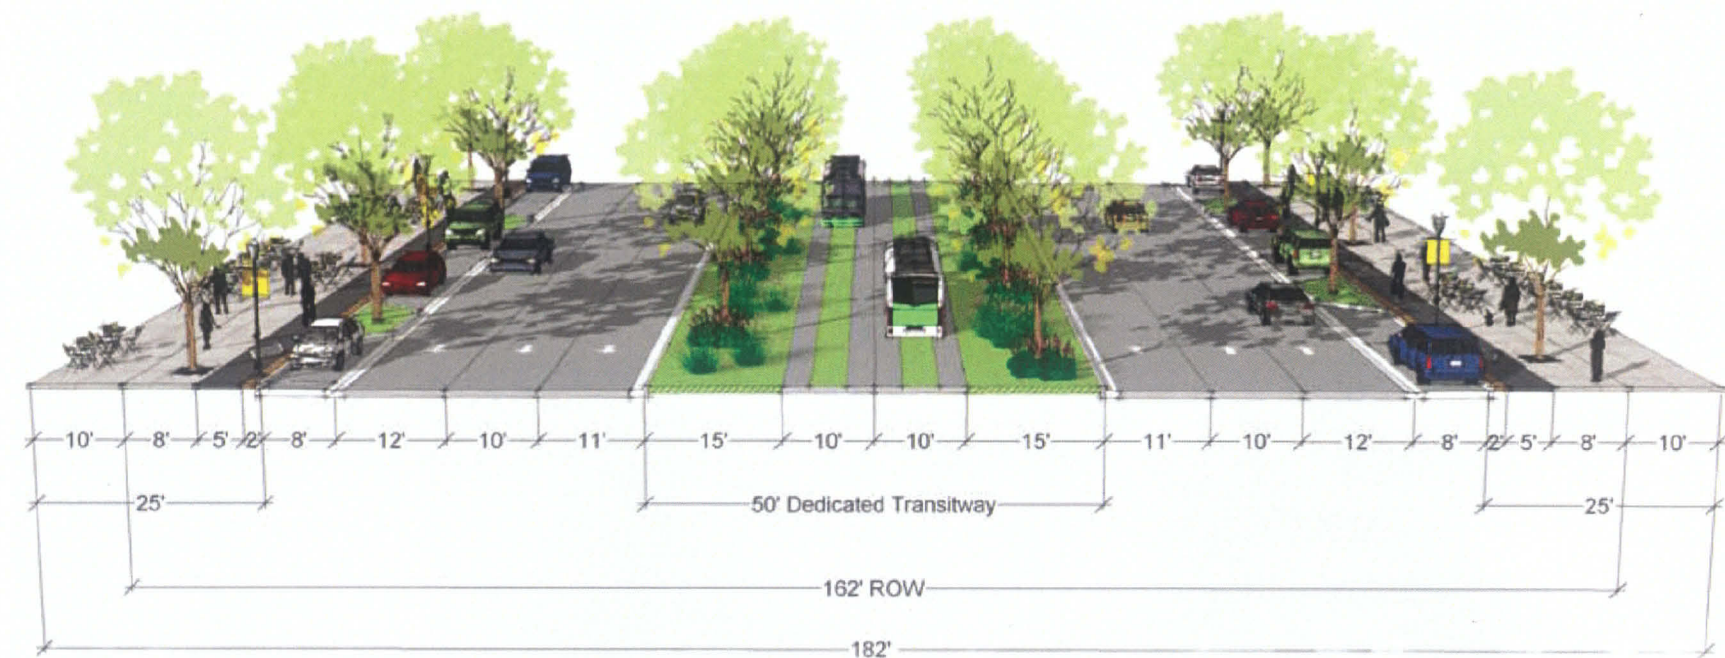 10' 8' 5' 2' 8' 12' 10' 11' 15' 10' 10' 15' 11' 10' 12' 8' 2' 5' 8' 10'
25' 50' Dedicated Transitway 25'
162' ROW
182'